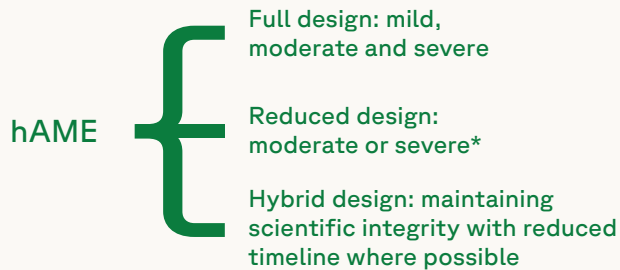 Full design: mild,
moderate and severe
hAME
Reduced design:
moderate or severe*
Hybrid design: maintaining
scientific integrity with reduced
timeline where possible